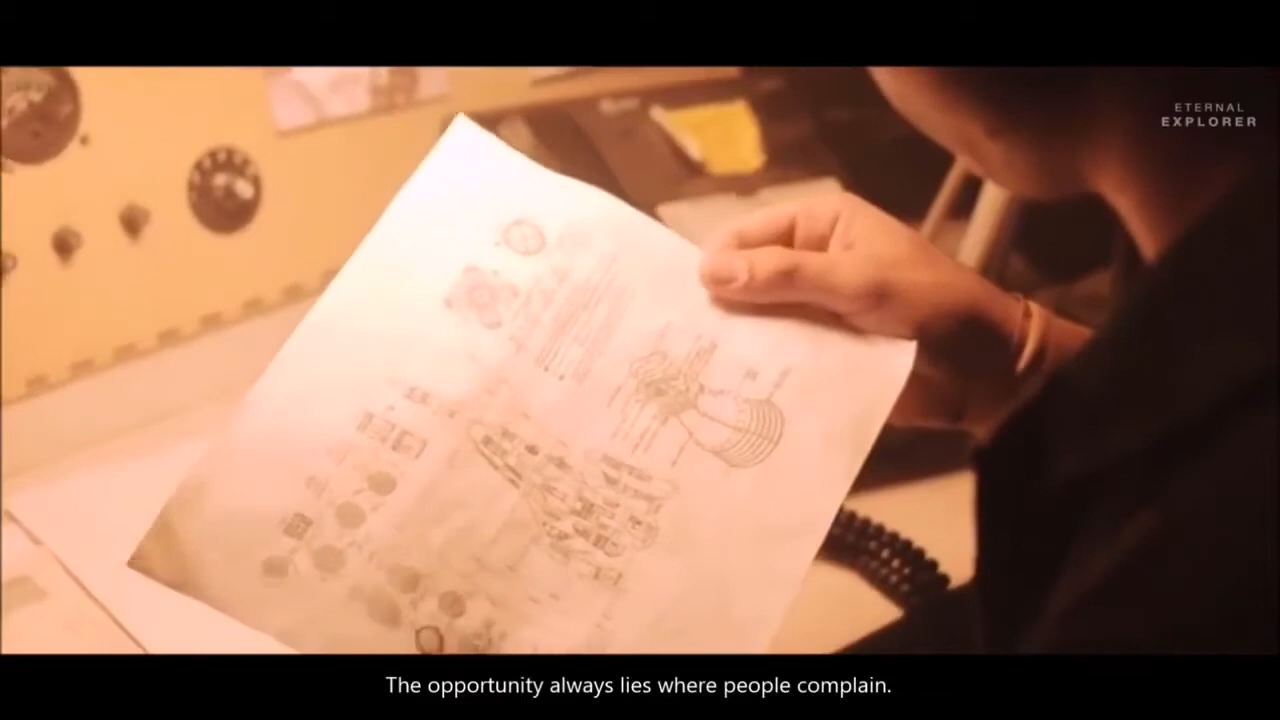 ETERNAL
EXPLORER
The opportunity always lies where people complain.